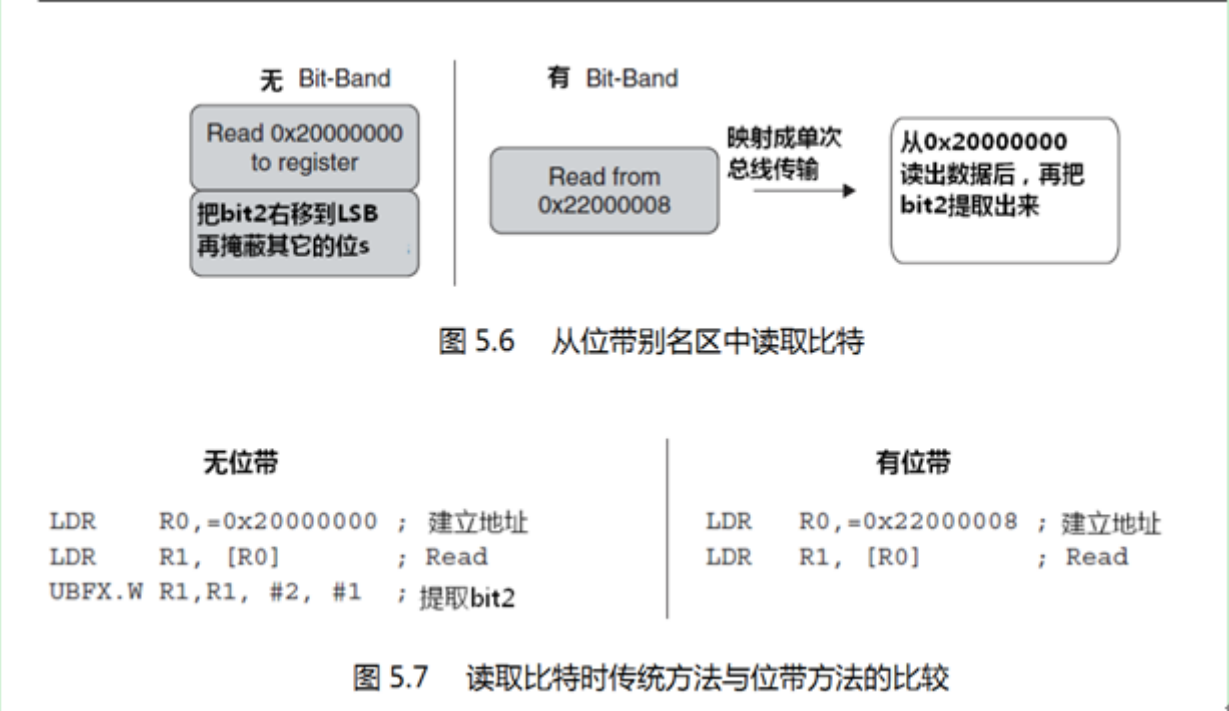 无 Bit-Band
Read 0x20000000
to register
把bit2右移到LSB
再掩蔽其它的位s
有 Bit-Band
Read from
0x22000008
映射成单次
总线传输
从0x20000000
读出数据后，再把
bit2提取出来
图 5.6 从位带别名区中读取比特
无位带
LDR R0,=0x20000000 ; 建立地址
LDR R1, [R0] ; Read
UBFX.W R1,R1, #2, #1 ; 提取bit2
有位带
LDR R0,=0x22000008 ; 建立地址
LDR R1, [R0] ; Read
图 5.7 读取比特时传统方法与位带方法的比较